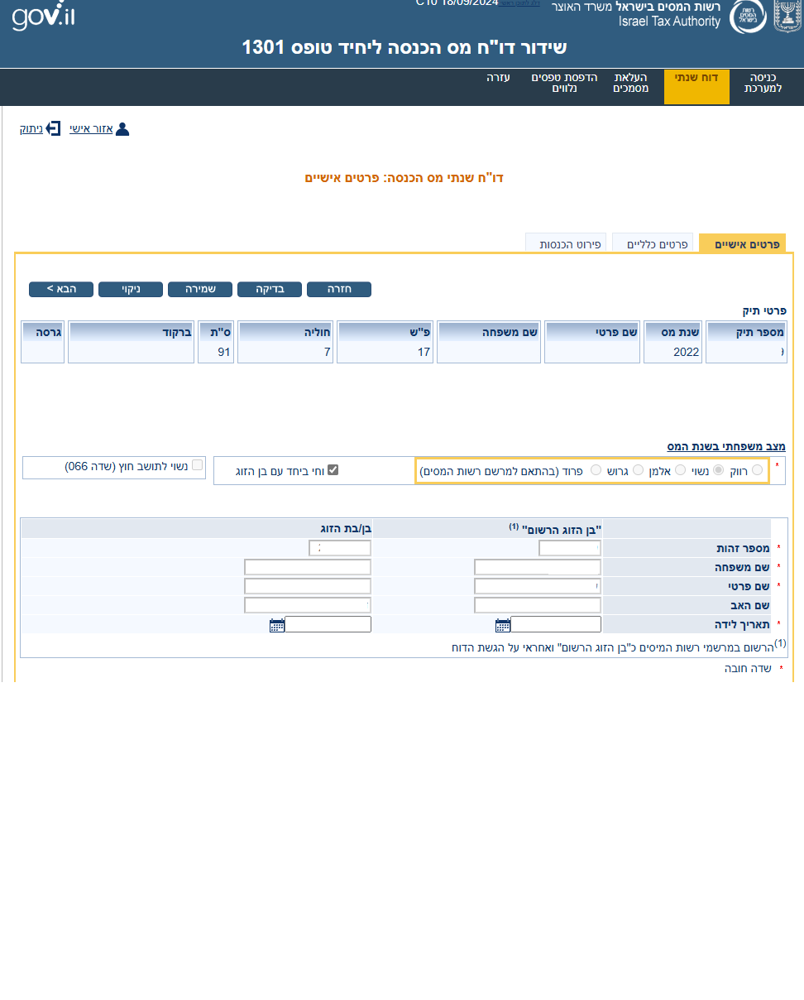 gov.il
רשות המסים בישראל משרד האוצר
Israel Tax Authority
C10 18/09/2024
שידור דו"ח מס הכנסה ליחיד טופס 1301
כניסה למערכת
דוח שנתי
העלאת מסמכים
הדפסת טפסים נלווים
עזרה
אזור אישי
ניתוק
דו"ח שנתי מס הכנסה: פרטים אישיים
פרטים אישיים
פרטים כלליים
פירוט הכנסות
חזרה
בדיקה
שמירה
ניקוי
הבא >
פרטי תיק
מספר תיק שנת מס שם פרטי שם משפחה פ"ש חוליה ס"ת ברקוד גרסה
2022 17 7 91
מצב משפחתי בשנת המס
* רווק נשוי אלמן גרוש פרוד (בהתאם למרשם רשות המסים)
וחי ביחד עם בן הזוג
נשוי לתושב חוץ (שדה 066)
"בן הזוג הרשום" (1) בן/בת הזוג
* מספר זהות
* שם משפחה
* שם פרטי
שם האב
* תאריך לידה
(1)הרשום במרשמי רשות המיסים כ"בן הזוג הרשום" ואחראי על הגשת הדוח
* שדה חובה